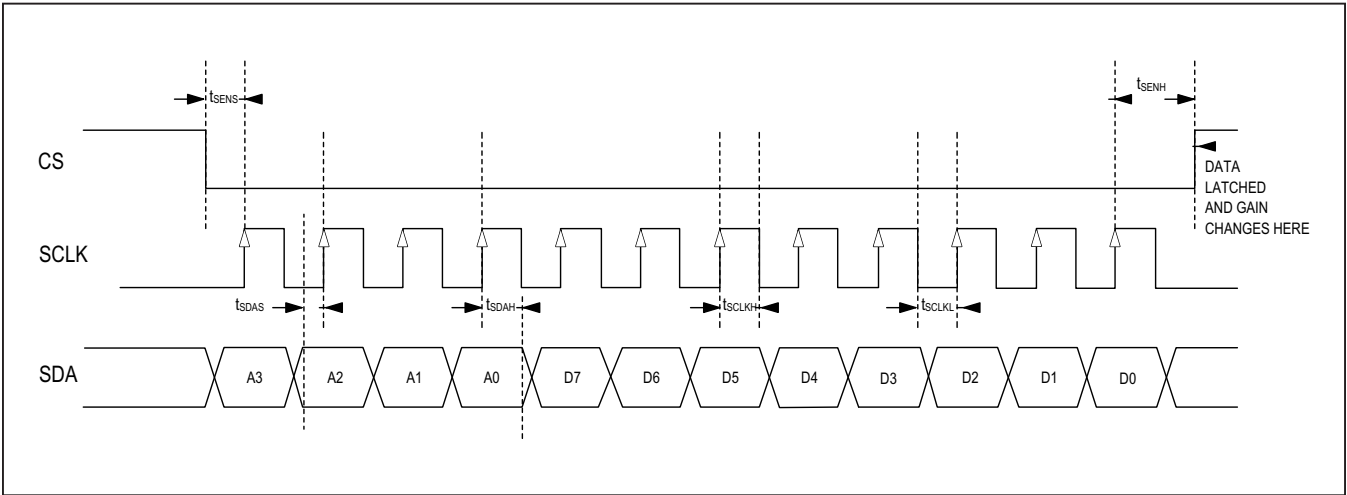 tSENS
tSENH
CS
DATA
LATCHED
AND GAIN
CHANGES HERE
SCLK
tSDAS
tSDAH
tSCLKH
tSCLKL
SDA
A3 A2 A1 A0 D7 D6 D5 D4 D3 D2 D1 D0